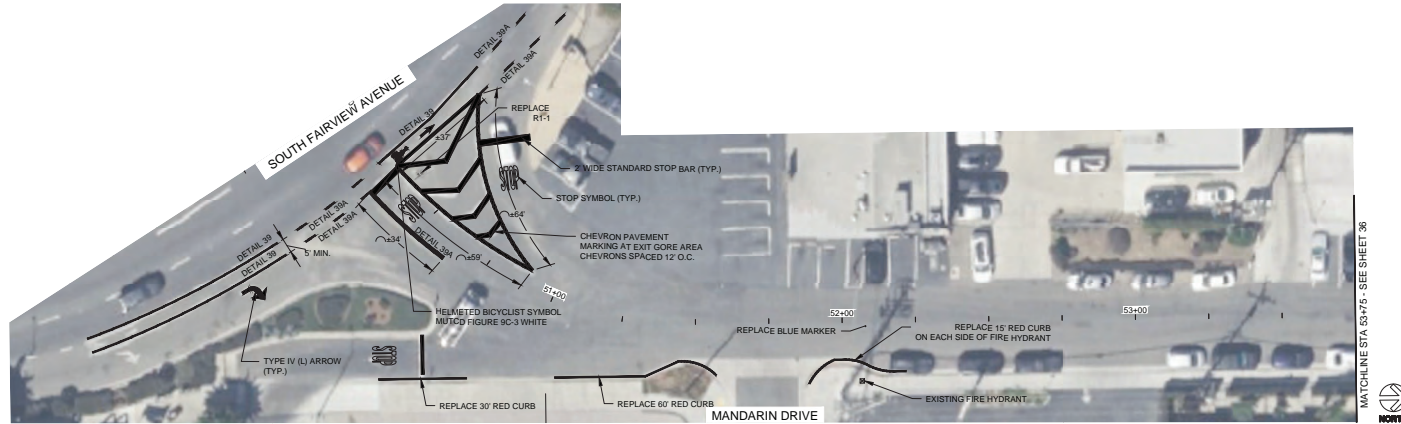 SOUTH FAIRVIEW AVENUE
DETAIL 39A
DETAIL 39A
DETAIL 39
±37'
REPLACE
R1-1
2' WIDE STANDARD STOP BAR (TYP.)
STOP
STOP SYMBOL (TYP.)
STOP
±64'
CHEVRON PAVEMENT
MARKING AT EXIT GORE AREA
CHEVRONS SPACED 12' O.C.
DETAIL 39A
DETAIL 39A
±34'
DETAIL 39A
±59'
DETAIL 39
DETAIL 39
5' MIN.
51+00
HELMETED BICYCLIST SYMBOL
MUTCD FIGURE 9C-3 WHITE
TYPE IV (L) ARROW
(TYP.)
STOP
REPLACE 30' RED CURB
REPLACE 60' RED CURB
REPLACE BLUE MARKER
52+00
REPLACE 15' RED CURB
ON EACH SIDE OF FIRE HYDRANT
53+00
EXISTING FIRE HYDRANT
MANDARIN DRIVE
MATCHLINE STA 53+75 - SEE SHEET 36
NORTH